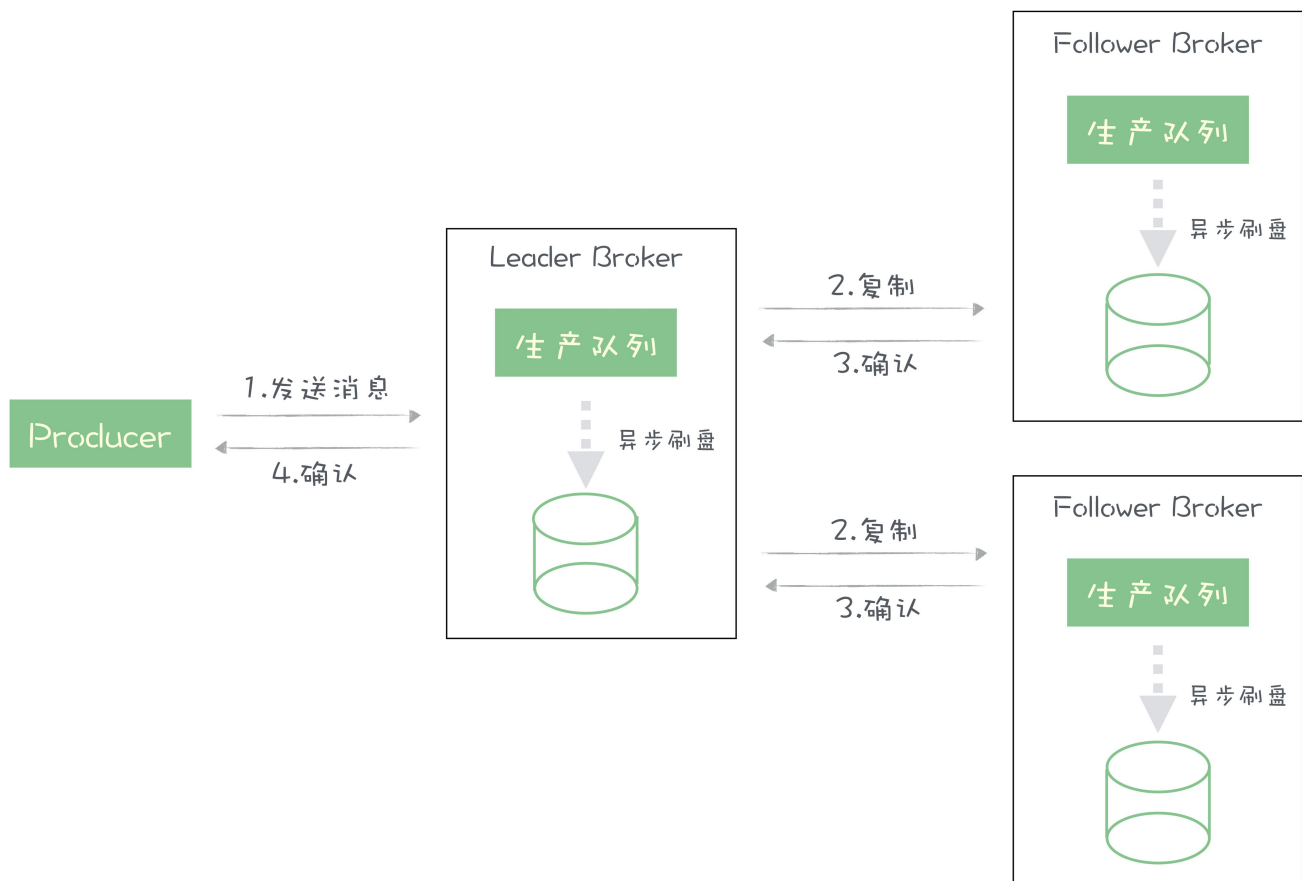 Follower Broker
生产队列
异步刷盘
Leader Broker
生产队列
异步刷盘
2.复制
3.确认
1.发送消息
Producer
4.确认
2.复制
3.确认
Follower Broker
生产队列
异步刷盘